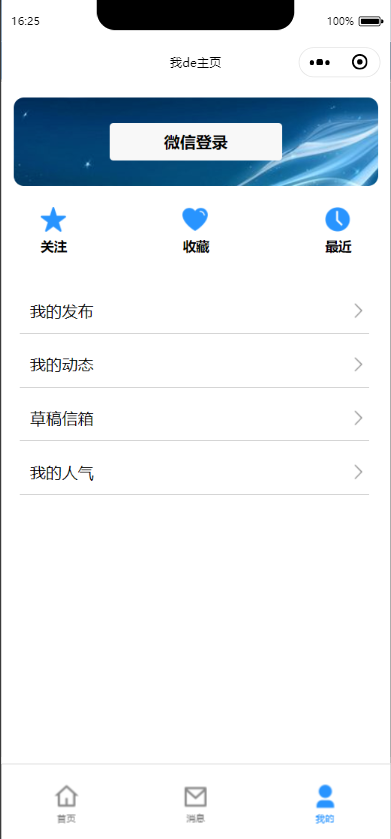 16:25
100%
我de主页
微信登录
关注
收藏
最近
我的发布
我的动态
草稿信箱
我的人气
首页
消息
我的